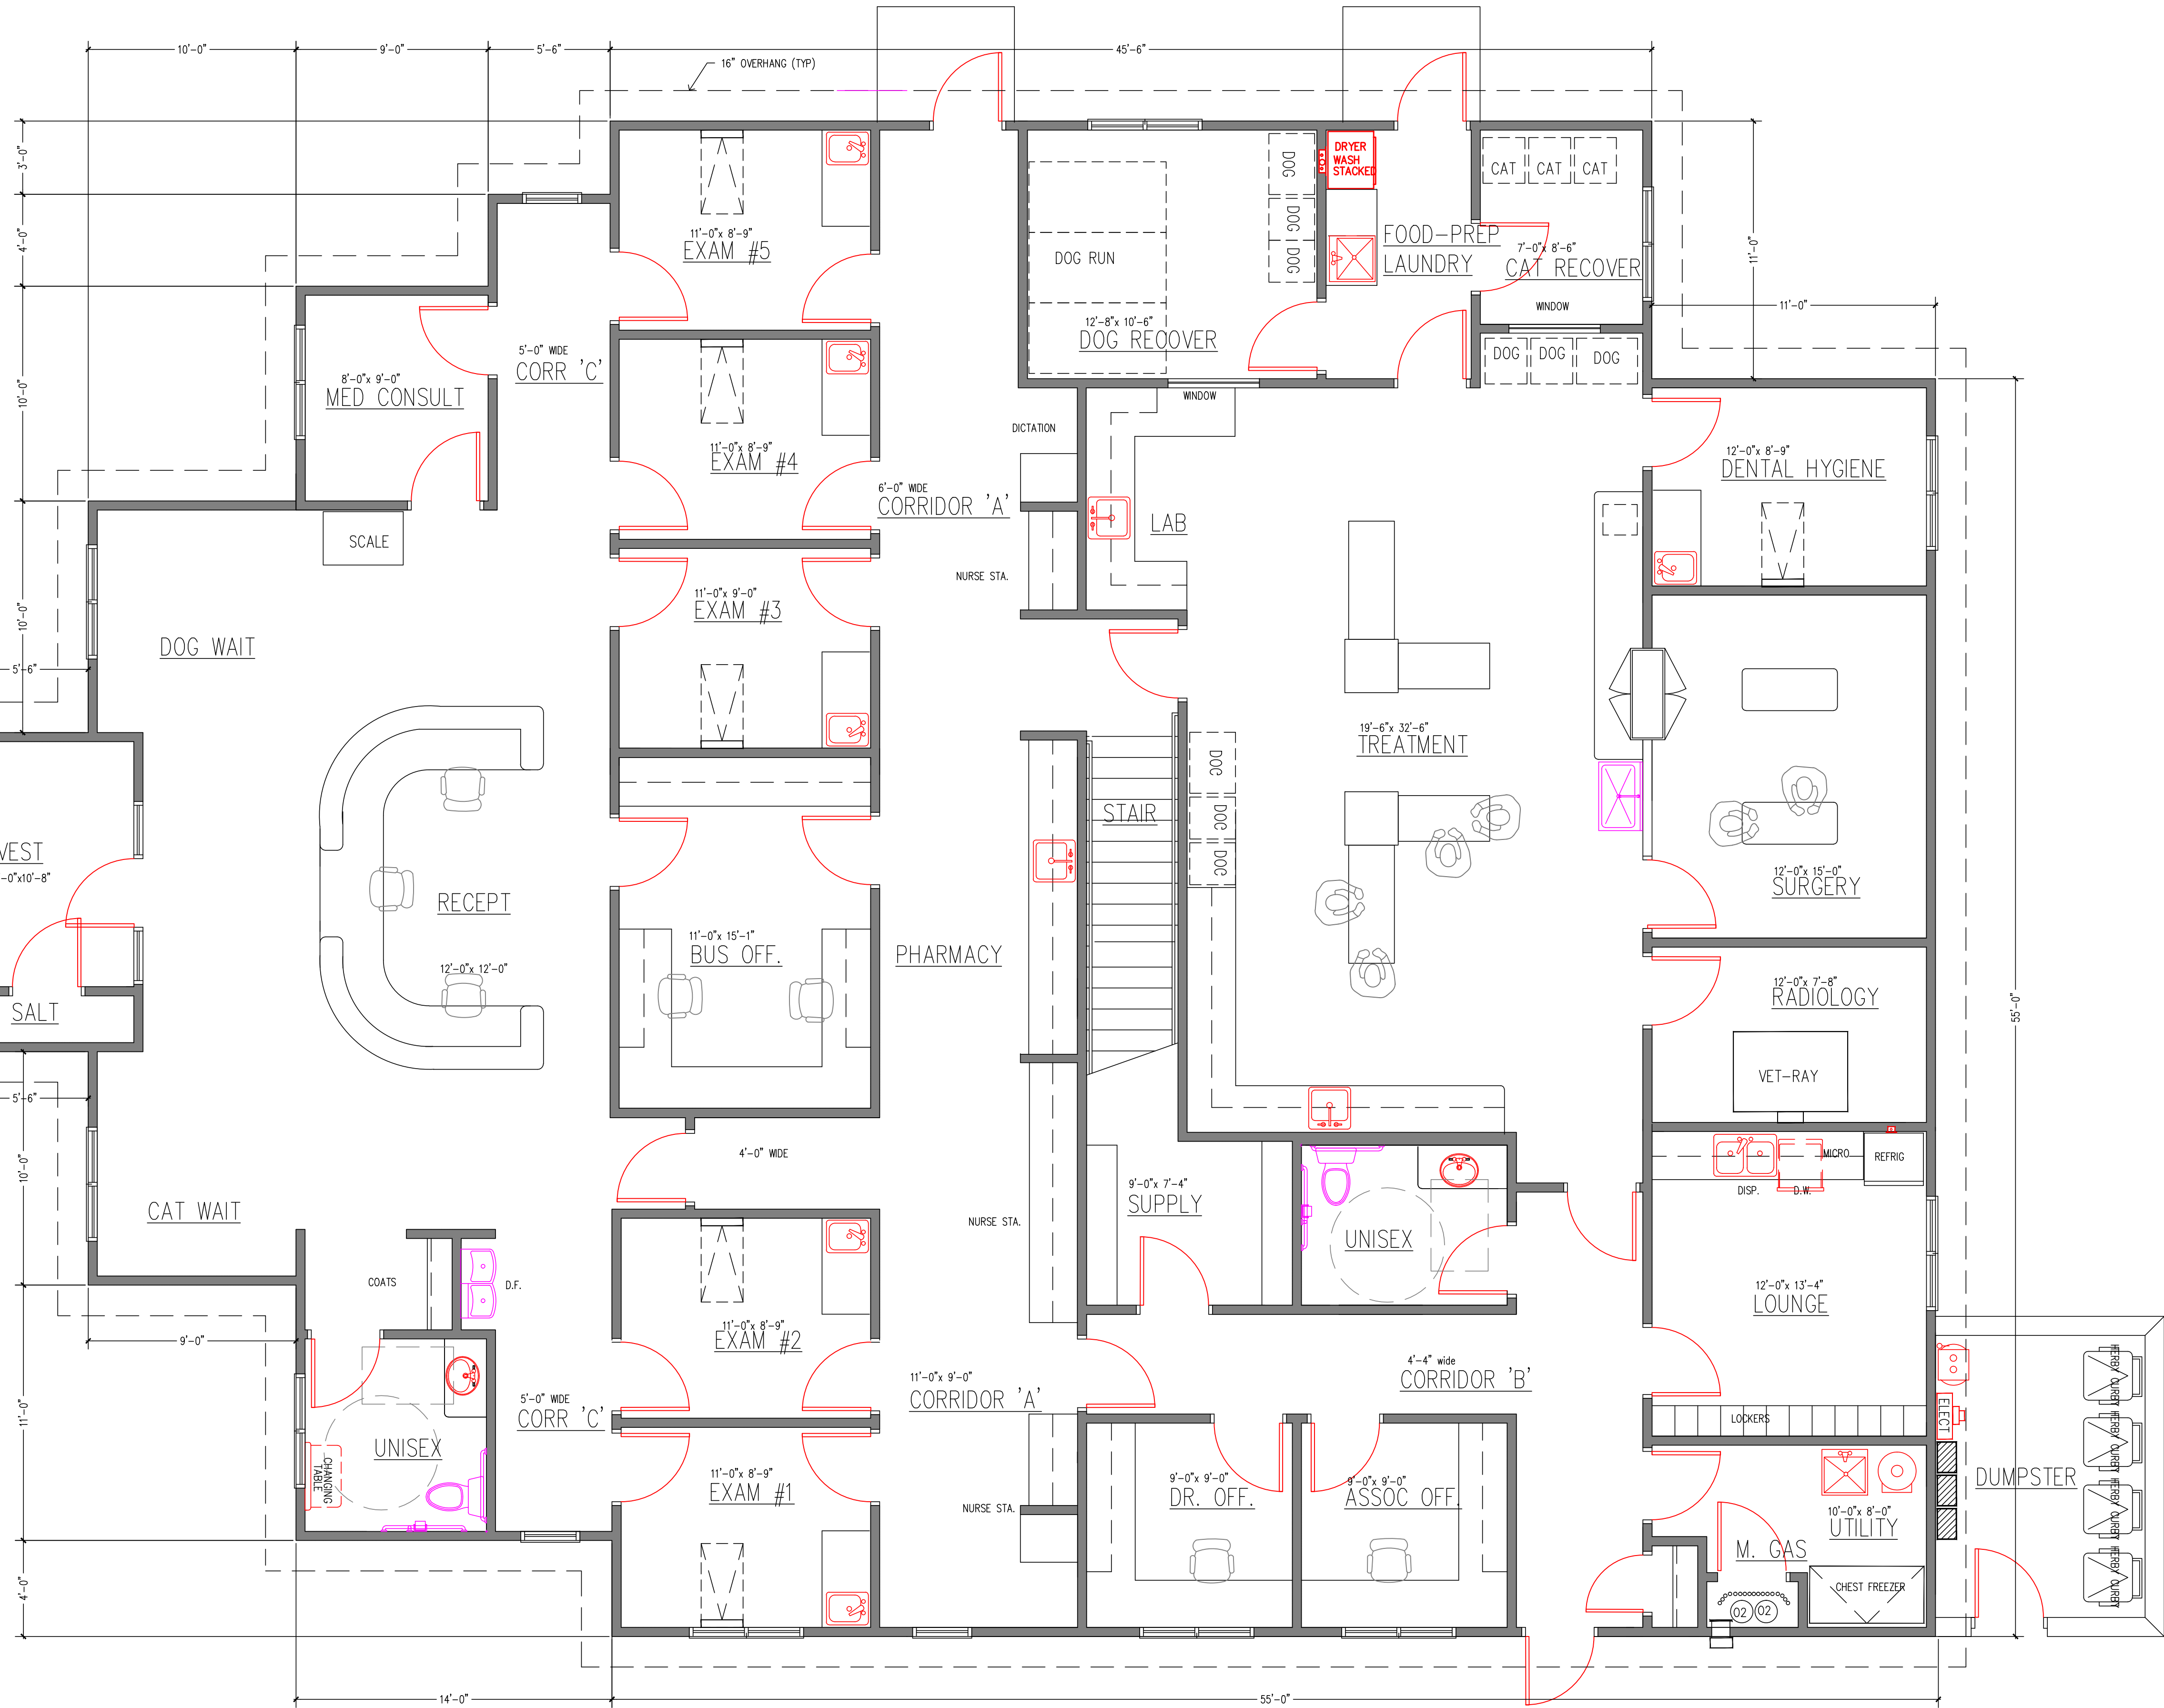 10'-0"
9'-0"
5'-6"
45'-6"
16" OVERHANG (TYP)
3'-0"
4'-0"
10'-0"
10'-0"
5'-6"
5'-6"
10'-0"
11'-0"
4'-0"
11'-0"
11'-0"
55'-0"
9'-0"
14'-0"
55'-0"
11'-0"x 8'-9"
EXAM #5
DOG RUN
12'-8"x 10'-6"
DOG RECOVER
DOG
DOG
DOG
DRYER
WASH
STACKED
FOOD-PREP
LAUNDRY
CAT
CAT
CAT
7'-0"x 8'-6"
CAT RECOVER
WINDOW
DOG
DOG
DOG
8'-0"x 9'-0"
MED CONSULT
5'-0" WIDE
CORR 'C'
11'-0"x 8'-9"
EXAM #4
6'-0" WIDE
CORRIDOR 'A'
DICTATION
WINDOW
LAB
NURSE STA.
12'-0"x 8'-9"
DENTAL HYGIENE
SCALE
DOG WAIT
11'-0"x 9'-0"
EXAM #3
19'-6"x 32'-6"
TREATMENT
DOG
DOG
DOG
STAIR
12'-0"x 15'-0"
SURGERY
VEST
-0"x10'-8"
SALT
RECEPT
12'-0"x 12'-0"
11'-0"x 15'-1"
BUS OFF.
PHARMACY
12'-0"x 7'-8"
RADIOLOGY
VET-RAY
4'-0" WIDE
CAT WAIT
COATS
D.F.
NURSE STA.
9'-0"x 7'-4"
SUPPLY
UNISEX
MICRO
REFRIG
DISP.
D.W.
12'-0"x 13'-4"
LOUNGE
LOCKERS
11'-0"x 8'-9"
EXAM #2
11'-0"x 9'-0"
CORRIDOR 'A'
4'-4" wide
CORRIDOR 'B'
5'-0" WIDE
CORR 'C'
UNISEX
CHANGING
TABLE
11'-0"x 8'-9"
EXAM #1
NURSE STA.
9'-0"x 9'-0"
DR. OFF.
9'-0"x 9'-0"
ASSOC OFF.
10'-0"x 8'-0"
UTILITY
M. GAS
O2
O2
CHEST FREEZER
ELECT
DUMPSTER
HERBY CURBY
HERBY CURBY
HERBY CURBY
HERBY CURBY